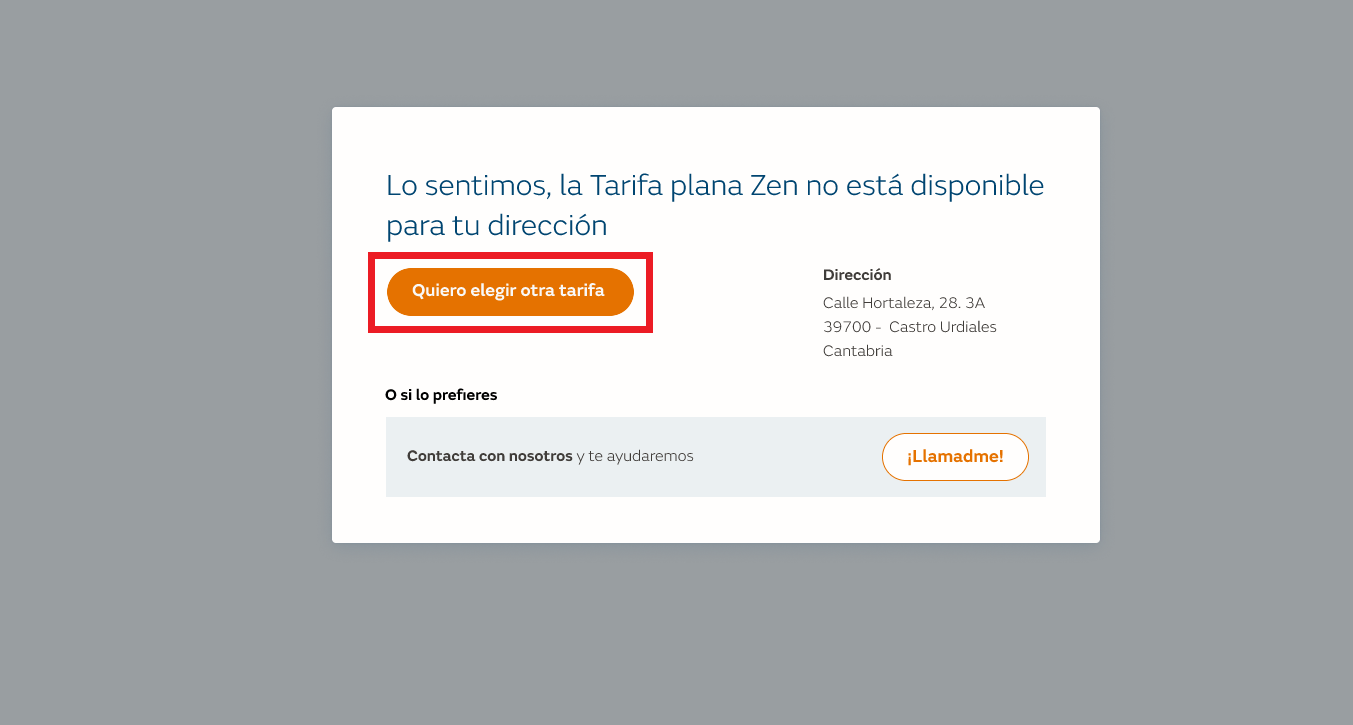 Lo sentimos, la Tarifa plana Zen no está disponible
para tu dirección
Quiero elegir otra tarifa
Dirección
Calle Hortaleza, 28. 3A
39700 - Castro Urdiales
Cantabria
O si lo prefieres
Contacta con nosotros y te ayudaremos
¡Llamadme!